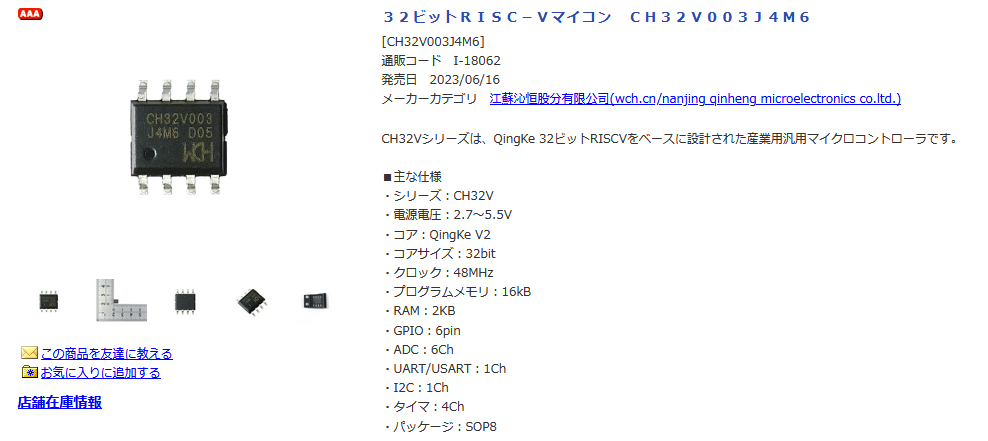 AAA
３２ビットＲＩＳＣ－Ｖマイコン　ＣＨ３２Ｖ００３Ｊ４Ｍ６
[CH32V003J4M6]
通販コード　I-18062
発売日　2023/06/16
メーカーカテゴリ　江蘇沁恒股分有限公司(wch.cn/nanjing qinheng microelectronics co.ltd.)
CH32V003
J4M6 D05
WCH
CH32Vシリーズは、QingKe 32ビットRISCVをベースに設計された産業用汎用マイクロコントローラです。
■主な仕様
・シリーズ：CH32V
・電源電圧：2.7～5.5V
・コア：QingKe V2
・コアサイズ：32bit
・クロック：48MHz
・プログラムメモリ：16kB
・RAM：2KB
・GPIO：6pin
・ADC：6Ch
・UART/USART：1Ch
・I2C：1Ch
・タイマ：4Ch
・パッケージ：SOP8
この商品を友達に教える
お気に入りに追加する
店舗在庫情報